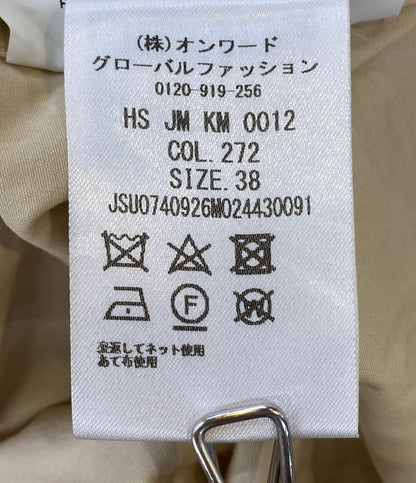 (株)オンワード
グローバルファッション
0120-919-256
HS JM KM 0012
COL. 272
SIZE. 38
JSU0740926M024430091
F
W
裏返してネット使用
あて布使用